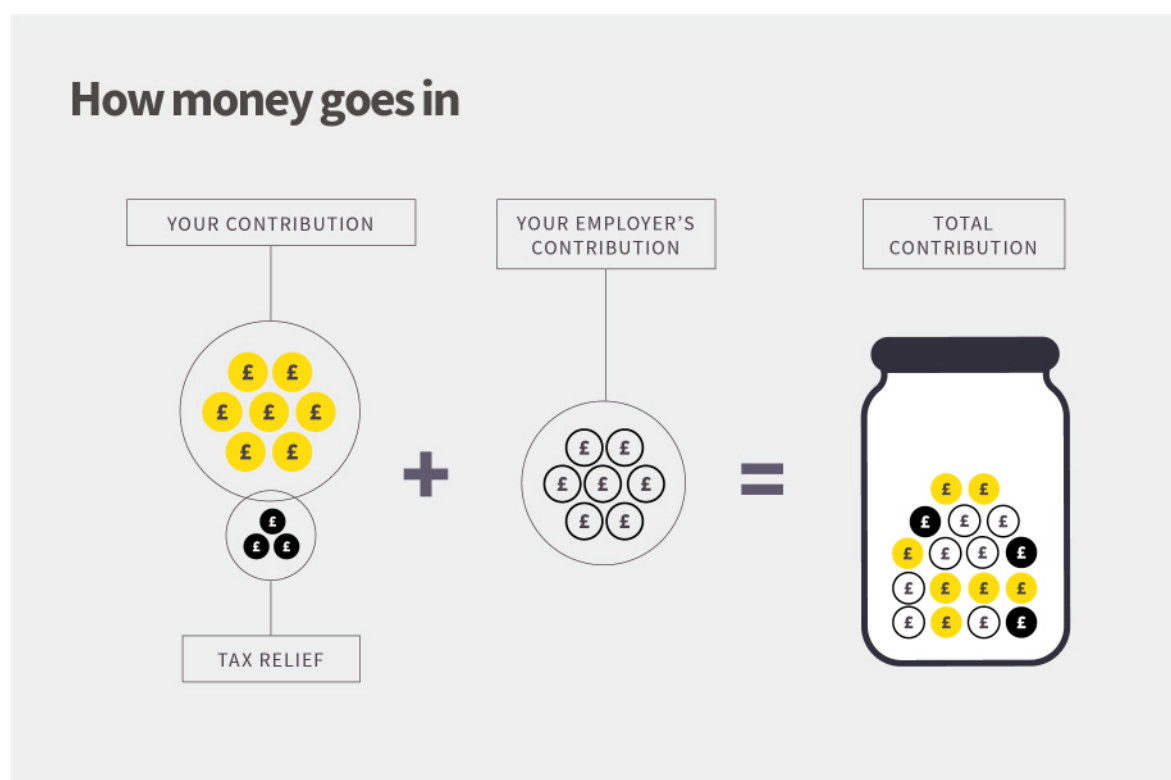 How money goes in
YOUR CONTRIBUTION
YOUR EMPLOYER'S
CONTRIBUTION
TOTAL
CONTRIBUTION
£ £
£ £ £
£ £
£
£ £
£ £
£ £ £
£ £
£ £
£ £ £
£ £ £ £
£ £ £ £
£ £ £ £
+
=
TAX RELIEF